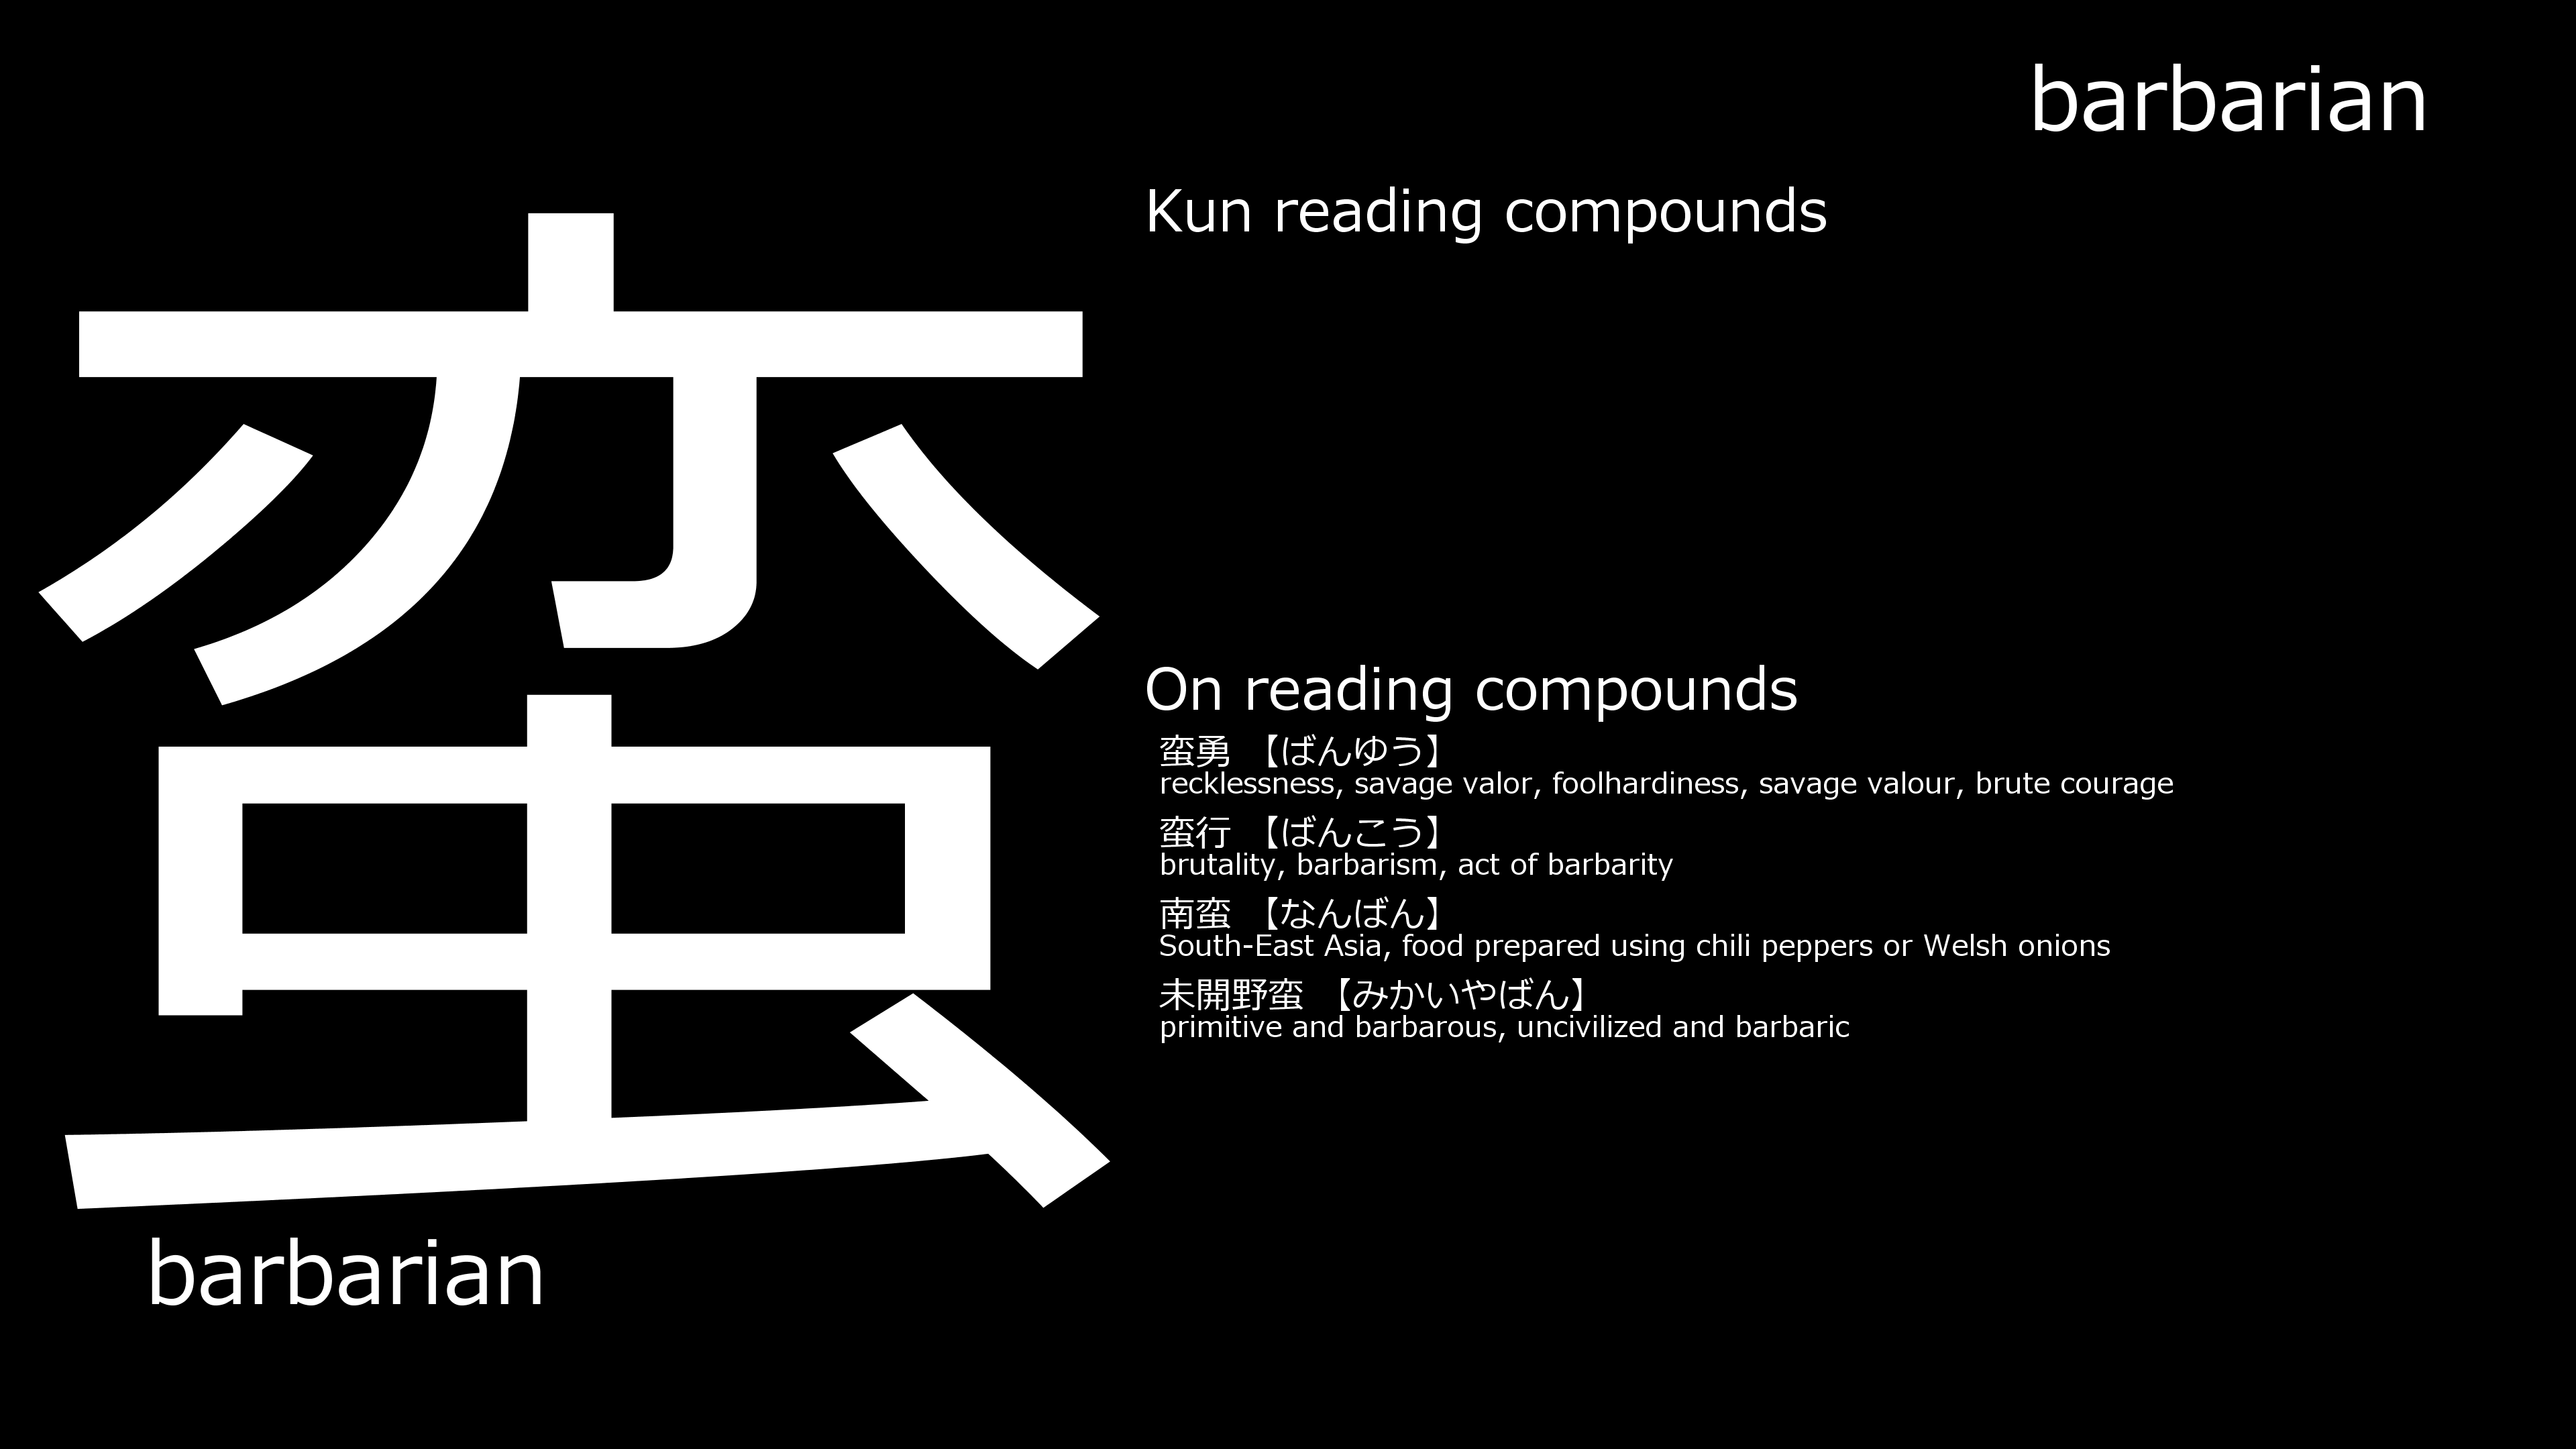 barbarian
蛮
barbarian
Kun reading compounds
On reading compounds
蛮勇 【ばんゆう】
recklessness, savage valor, foolhardiness, savage valour, brute courage
蛮行 【ばんこう】
brutality, barbarism, act of barbarity
南蛮 【なんばん】
South-East Asia, food prepared using chili peppers or Welsh onions
未開野蛮 【みかいやばん】
primitive and barbarous, uncivilized and barbaric